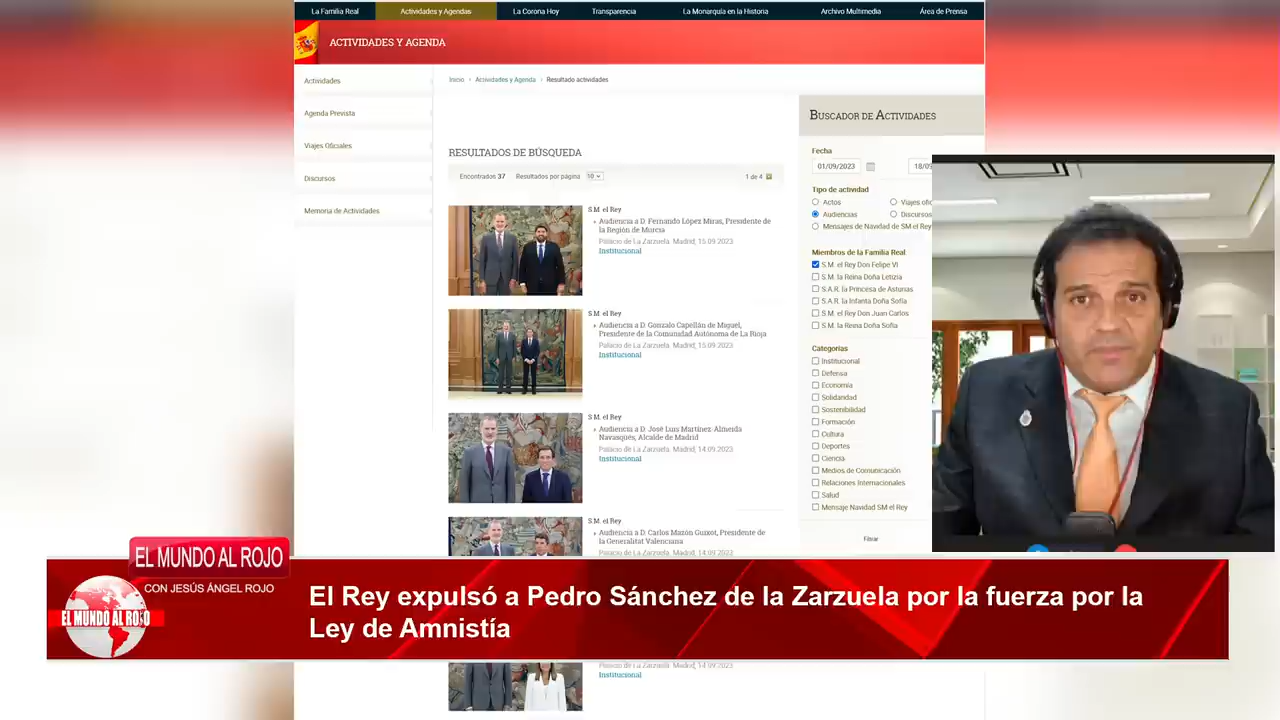 La Familia Real
Actividades y Agendas
La Corona Hoy
Transparencia
La Monarquía en la Historia
Archivo Multimedia
Área de Prensa
ACTIVIDADES Y AGENDA
Actividades
Agenda Prevista
Viajes Oficiales
Discursos
Memoria de Actividades
Inicio › Actividades y Agenda › Resultado actividades
RESULTADOS DE BÚSQUEDA
Encontrados 37 Resultados por página 10 1 de 4
S.M. el Rey
Audiencia a D. Fernando López Miras, Presidente de
la Región de Murcia
Palacio de La Zarzuela. Madrid, 15.09.2023
Institucional
S.M. el Rey
Audiencia a D. Gonzalo Capellán de Miguel,
Presidente de la Comunidad Autónoma de La Rioja
Palacio de La Zarzuela. Madrid, 15.09.2023
Institucional
S.M. el Rey
Audiencia a D. José Luis Martínez-Almeida
Navasqüés, Alcalde de Madrid
Palacio de La Zarzuela. Madrid, 14.09.2023
Institucional
S.M. el Rey
Audiencia a D. Carlos Mazón Guixot, Presidente de
la Generalitat Valenciana
Palacio de La Zarzuela. Madrid, 14.09.2023
Palacio de La Zarzuela. Madrid, 14.09.2023
Institucional
BUSCADOR DE ACTIVIDADES
Fecha
01/09/2023 18/09
Tipo de actividad
Actos Viajes ofic
Audiencias Discursos
Mensajes de Navidad de SM el Rey
Miembros de la Familia Real
S.M. el Rey Don Felipe VI
S.M. la Reina Doña Letizia
S.A.R. la Princesa de Asturias
S.A.R. la Infanta Doña Sofía
S.M. el Rey Don Juan Carlos
S.M. la Reina Doña Sofía
Categorías
Institucional
Defensa
Economía
Solidaridad
Sostenibilidad
Formación
Cultura
Deportes
Ciencia
Medios de Comunicación
Relaciones Internacionales
Salud
Mensaje Navidad SM el Rey
Filtrar
EL MUNDO AL ROJO
CON JESÚS ÁNGEL ROJO
EL MUNDO AL ROJO
El Rey expulsó a Pedro Sánchez de la Zarzuela por la fuerza por la
Ley de Amnistía